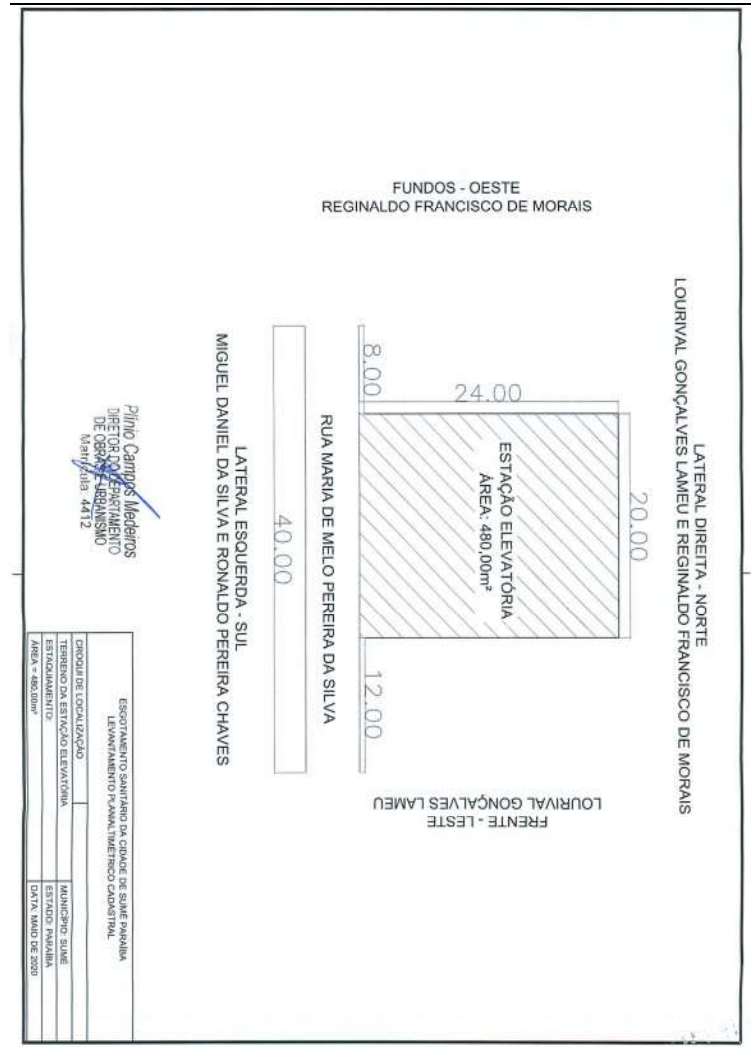 FUNDOS - OESTE
REGINALDO FRANCISCO DE MORAIS
LATERAL DIREITA - NORTE
LOURIVAL GONÇALVES LAMEU E REGINALDO FRANCISCO DE MORAIS
20.00
24.00
8.00
12.00
ESTAÇÃO ELEVATÓRIA
ÁREA: 480,00m²
RUA MARIA DE MELO PEREIRA DA SILVA
40.00
LATERAL ESQUERDA - SUL
MIGUEL DANIEL DA SILVA E RONALDO PEREIRA CHAVES
FRENTE - LESTE
LOURIVAL GONÇALVES LAMEU
Plínio Campos Medeiros
DIRETOR DO DEPARTAMENTO
DE OBRAS E URBANISMO
Matrícula: 4412
ESGOTAMENTO SANITÁRIO DA CIDADE DE SUMÉ PARAÍBA
LEVANTAMENTO PLANIALTIMÉTRICO CADASTRAL
CROQUI DE LOCALIZAÇÃO
TERRENO DA ESTAÇÃO ELEVATÓRIA
MUNICÍPIO: SUMÉ
ESTAQUIAMENTO:
ESTADO: PARAÍBA
ÁREA = 480,00m²
DATA: MAIO DE 2020